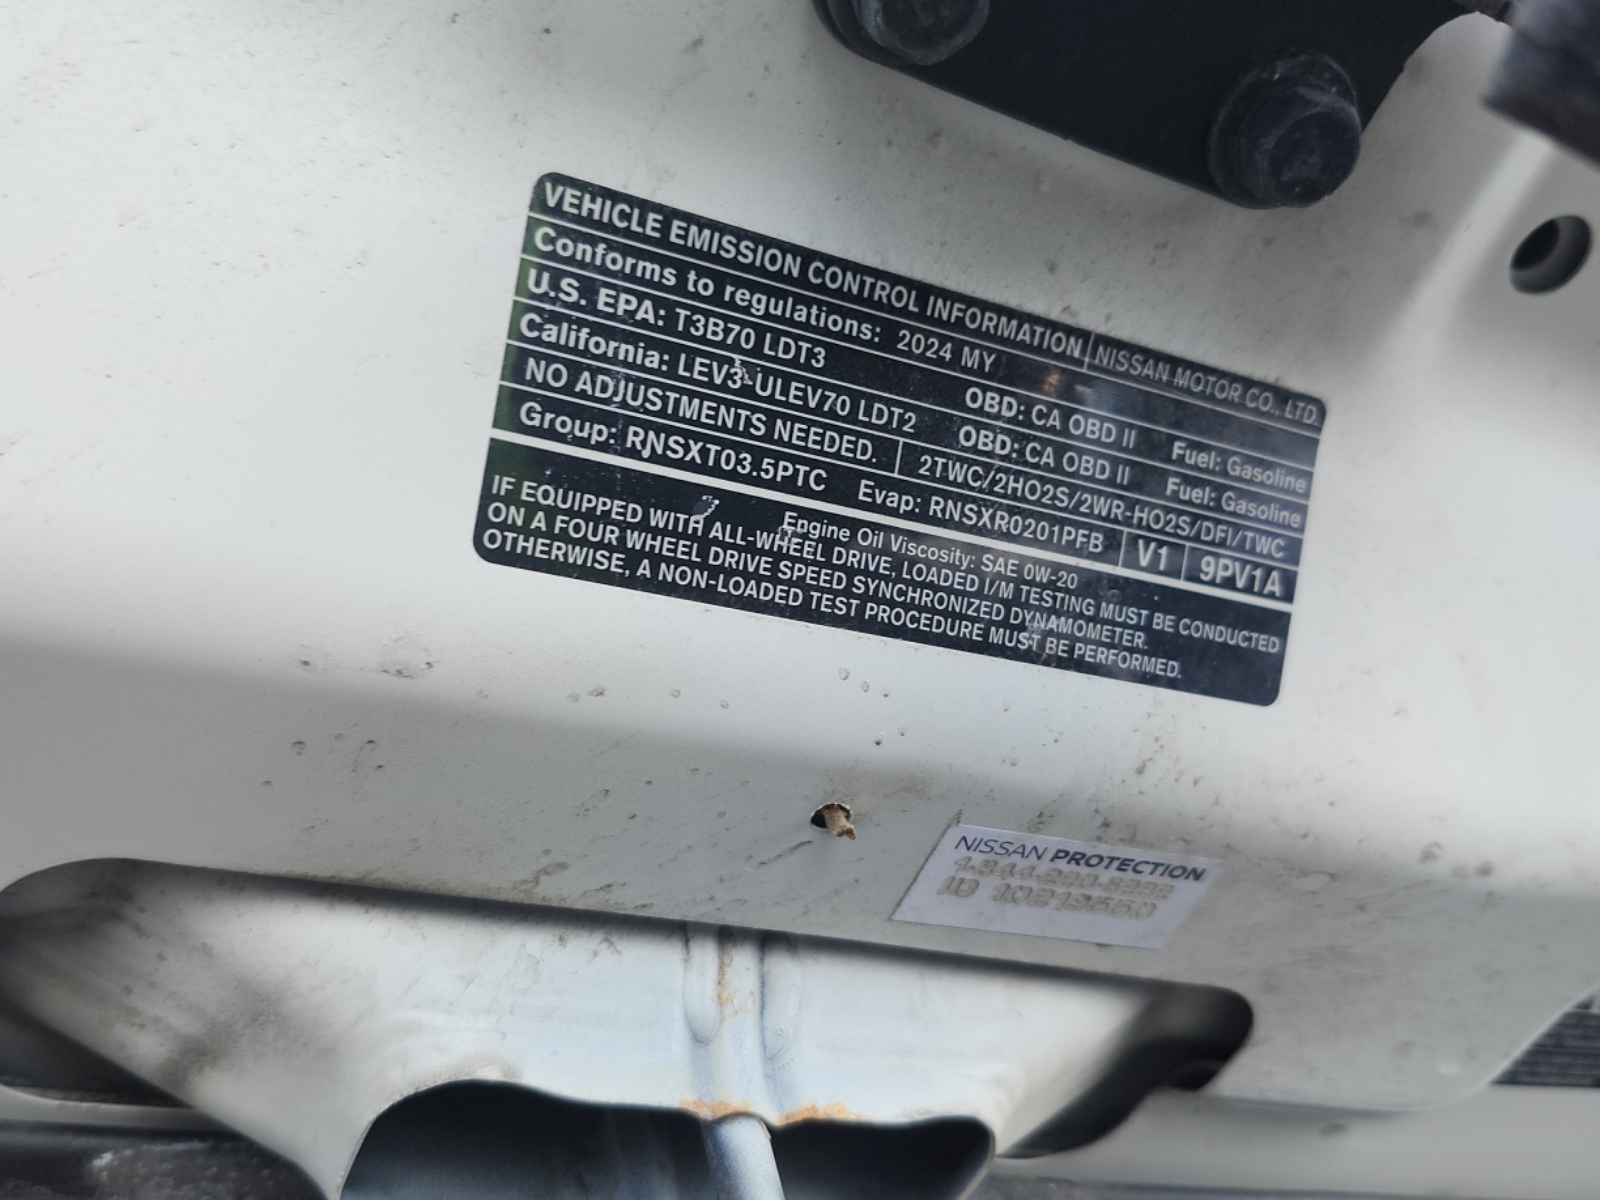 VEHICLE EMISSION CONTROL INFORMATION NISSAN MOTOR CO., LTD.
Conforms to regulations: 2024 MY
U.S. EPA: T3B70 LDT3 OBD: CA OBD II Fuel: Gasoline
California: LEV3-ULEV70 LDT2 OBD: CA OBD II Fuel: Gasoline
NO ADJUSTMENTS NEEDED. 2TWC/2HO2S/2WR-HO2S/DFI/TWC
Group: RNSXT03.5PTC Evap: RNSXR0201PFB V1 9PV1A
Engine Oil Viscosity: SAE 0W-20
IF EQUIPPED WITH ALL-WHEEL DRIVE, LOADED I/M TESTING MUST BE CONDUCTED
ON A FOUR WHEEL DRIVE SPEED SYNCHRONIZED DYNAMOMETER.
OTHERWISE, A NON-LOADED TEST PROCEDURE MUST BE PERFORMED.
NISSAN PROTECTION
ID 10213550